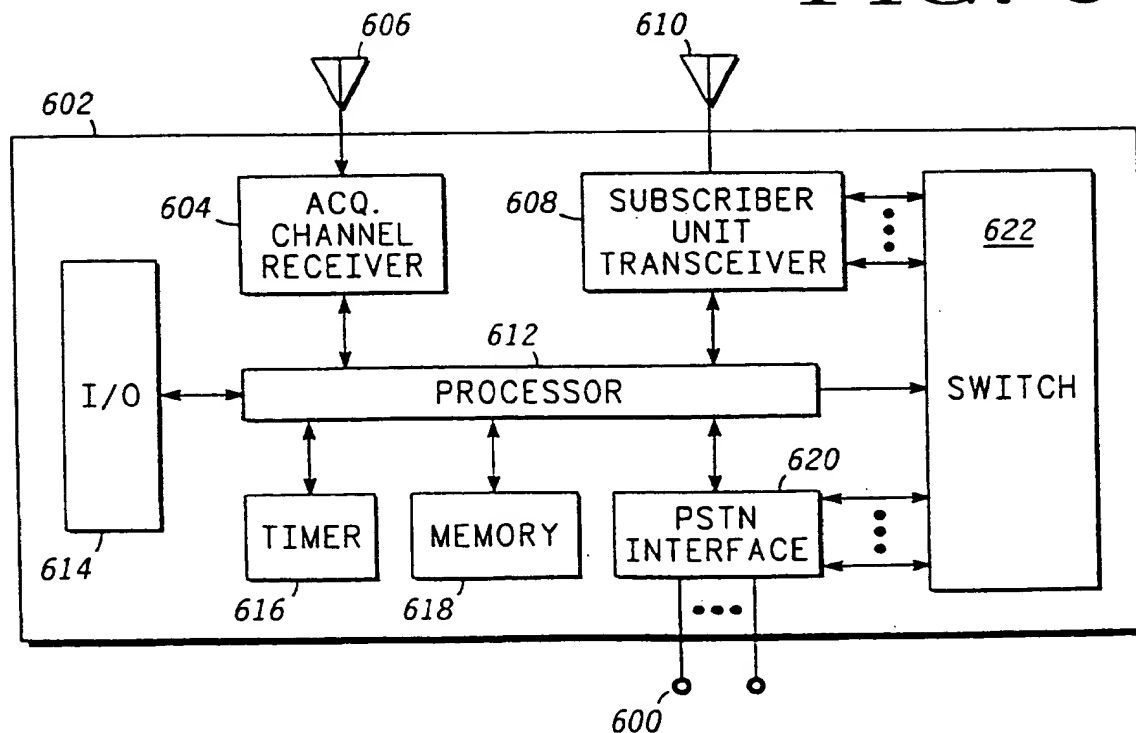 606
610
602
604
ACQ.
CHANNEL
RECEIVER
608
SUBSCRIBER
UNIT
TRANSCEIVER
622
612
I/O
PROCESSOR
SWITCH
620
TIMER
MEMORY
PSTN
INTERFACE
614
616
618
600